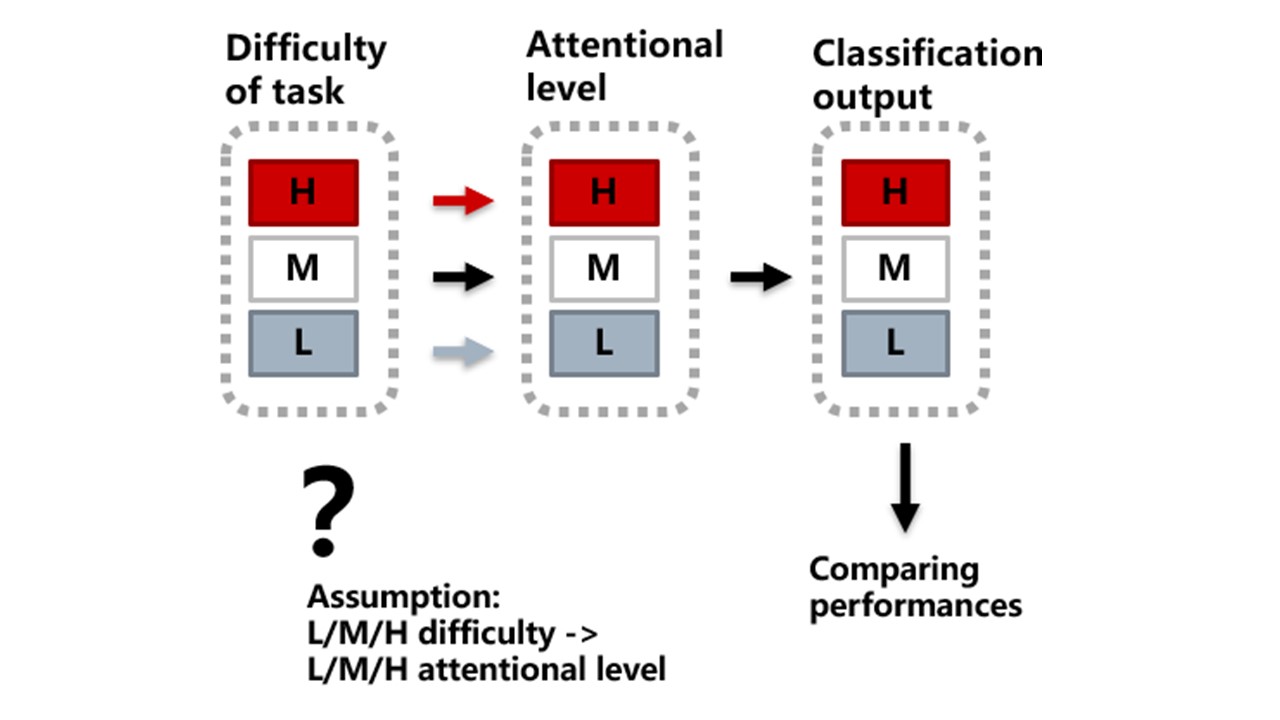 Difficulty
of task
Attentional
level
Classification
output
H
M
L
H
M
L
H
M
L
?
Assumption:
L/M/H difficulty ->
L/M/H attentional level
Comparing
performances